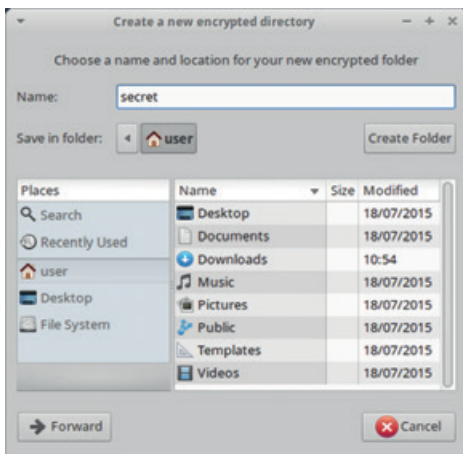 Create a new encrypted directory
Choose a name and location for your new encrypted folder
Name: secret
Save in folder: user Create Folder
Places
Search
Recently Used
user
Desktop
File System
Name Size Modified
Desktop 18/07/2015
Documents 18/07/2015
Downloads 10:54
Music 18/07/2015
Pictures 18/07/2015
Public 18/07/2015
Templates 18/07/2015
Videos 18/07/2015
Forward Cancel